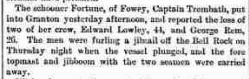 The schooner, Fortune, of Fowey, Captain Trembath, put
into Granton yesterday afternoon, and reported the loss of
two of her crew, Edward Lowley, 44, and George Rem,
26. The men were furling a jibsail off the Bell Rock on
Thursday night when the vessel plunged, and the fore
topmast and jibboom with the two seamen were carried
away.